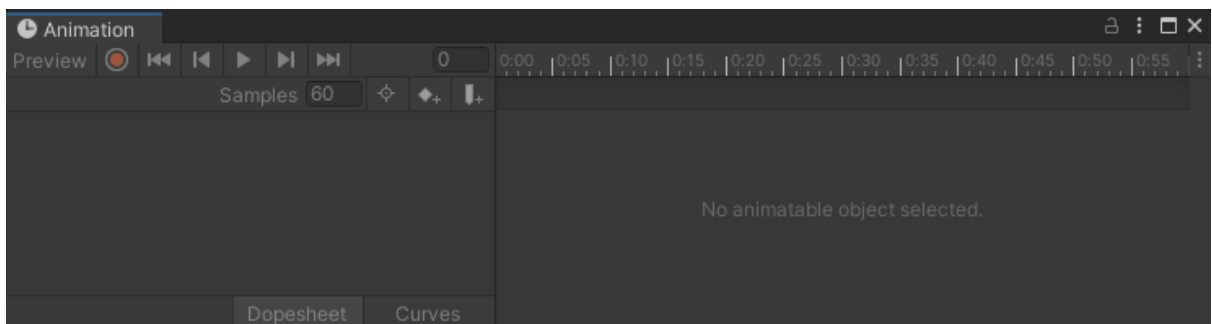 Animation
Preview 0 0:00 0:05 0:10 0:15 0:20 0:25 0:30 0:35 0:40 0:45 0:50 0:55
Samples 60
No animatable object selected.
Dopesheet Curves